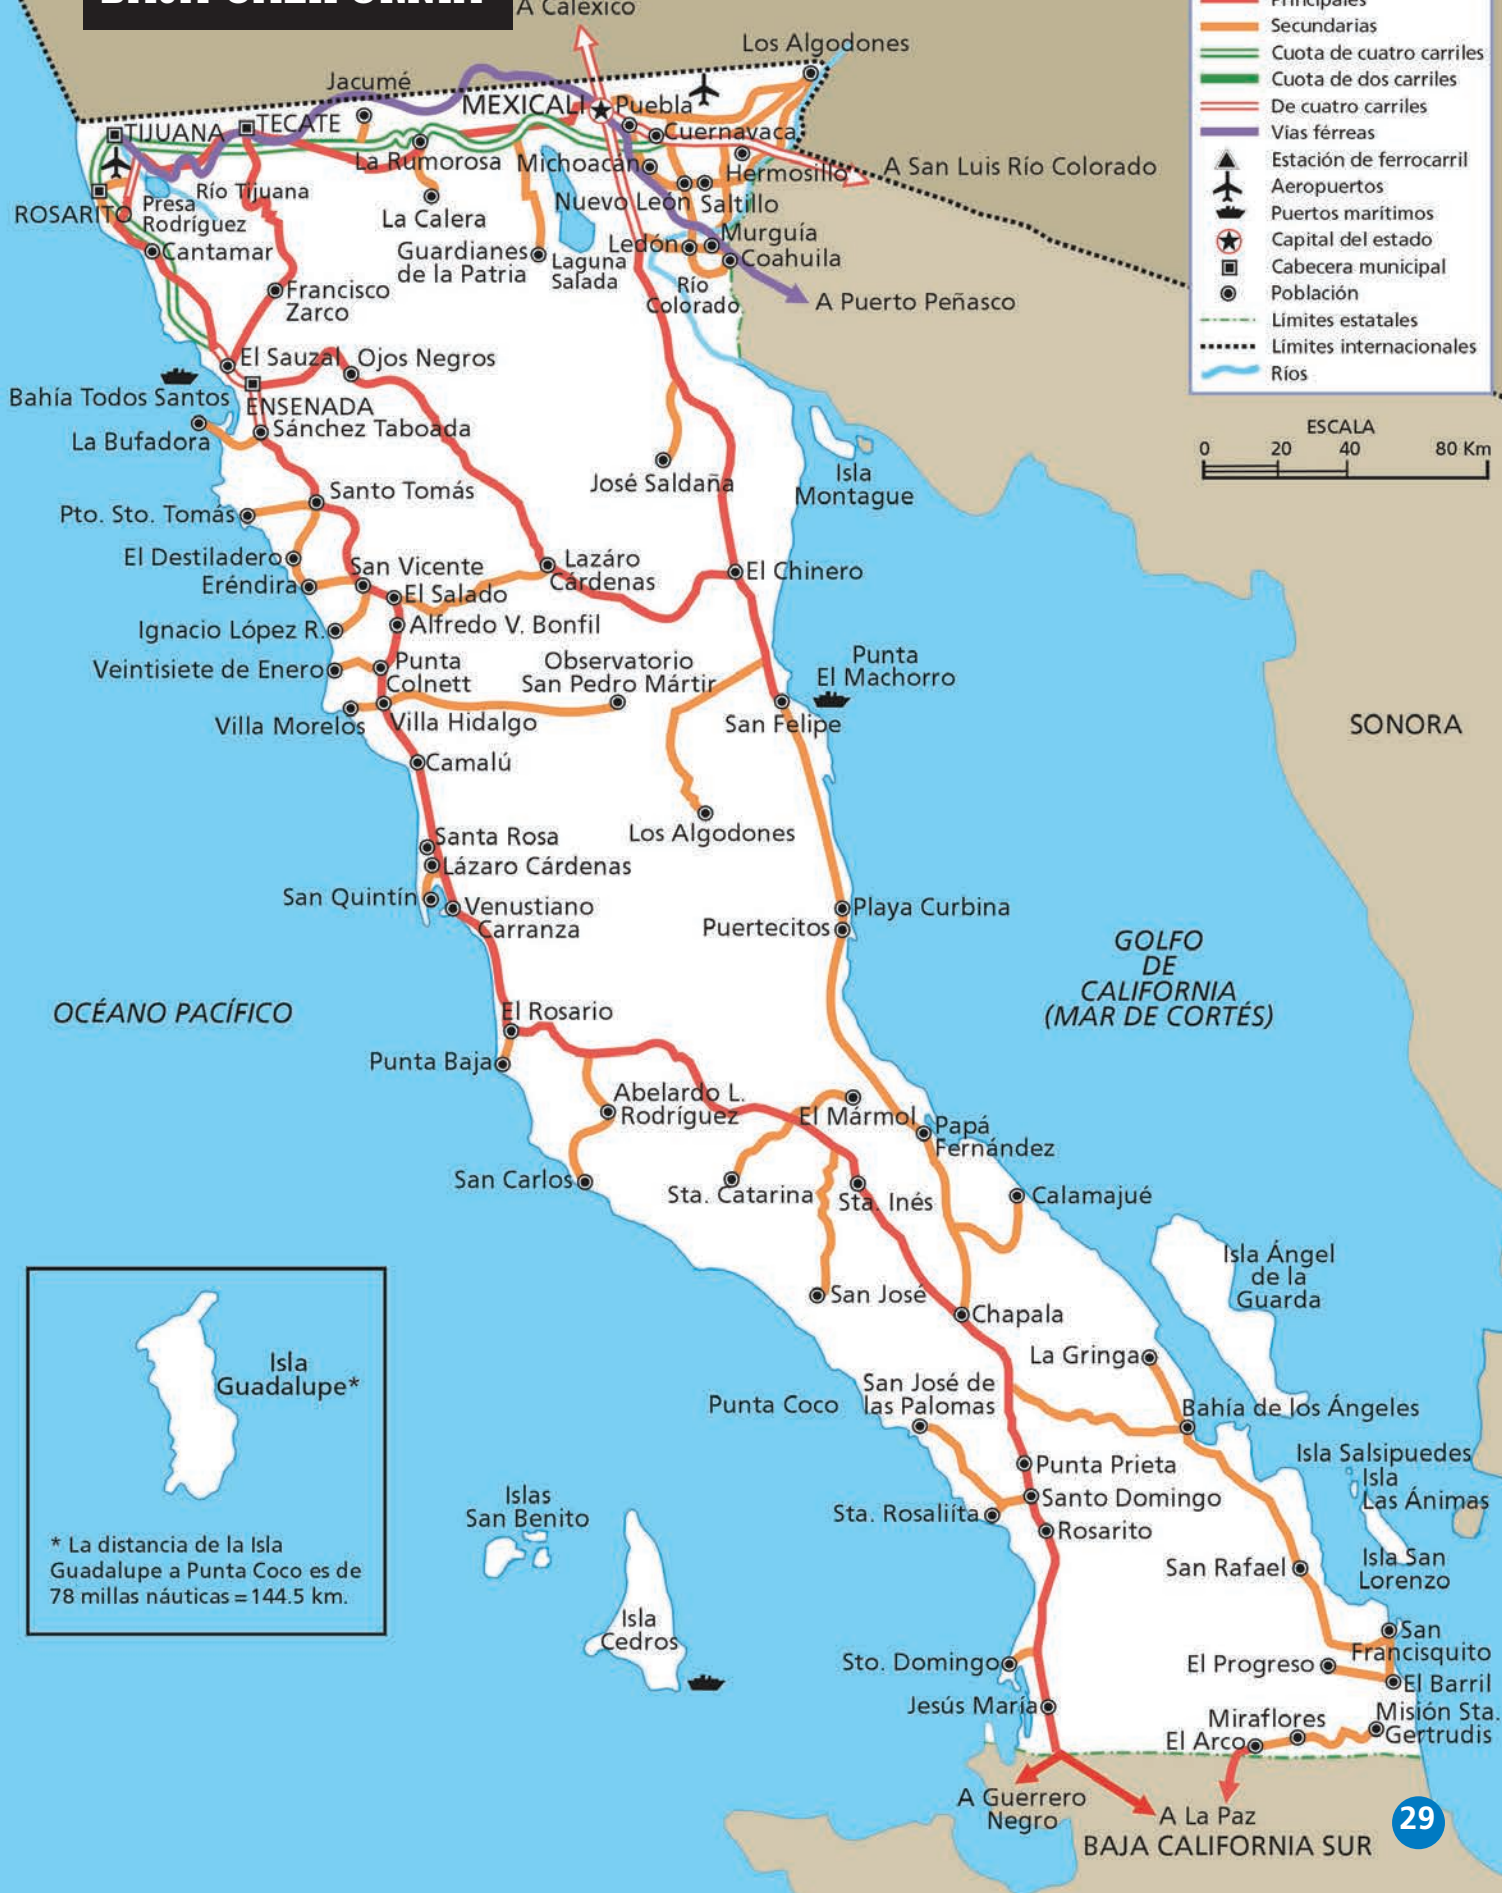 BAJA CALIFORNIA
A Caléxico
Principales
Secundarias
Cuota de cuatro carriles
Cuota de dos carriles
De cuatro carriles
Vías férreas
Estación de ferrocarril
Aeropuertos
Puertos marítimos
Capital del estado
Cabecera municipal
Población
Límites estatales
Límites internacionales
Ríos
ESCALA
0 20 40 80 Km
Los Algodones
Jacumé
MEXICALI
Puebla
TIJUANA
TECATE
Cuernavaca
La Rumorosa
Michoacán
Hermosillo
A San Luis Río Colorado
Río Tijuana
ROSARITO
Presa
Rodríguez
La Calera
Nuevo León
Saltillo
Cantamar
Guardianes
de la Patria
Laguna
Salada
Ledón
Murguía
Coahuila
Río
Colorado
A Puerto Peñasco
Francisco
Zarco
El Sauzal
Ojos Negros
Bahía Todos Santos
ENSENADA
La Bufadora
Sánchez Taboada
José Saldaña
Isla
Montague
Santo Tomás
Pto. Sto. Tomás
El Destiladero
Eréndira
San Vicente
El Salado
Lazáro
Cárdenas
El Chinero
Ignacio López R.
Alfredo V. Bonfil
Veintisiete de Enero
Punta
Colnett
Observatorio
San Pedro Mártir
Punta
El Machorro
Villa Morelos
Villa Hidalgo
San Felipe
SONORA
Camalú
Los Algodones
Santa Rosa
Lázaro Cárdenas
San Quintín
Venustiano
Carranza
Playa Curbina
Puertecitos
GOLFO
DE
CALIFORNIA
(MAR DE CORTÉS)
OCÉANO PACÍFICO
El Rosario
Punta Baja
Abelardo L.
Rodríguez
El Mármol
Papá
Fernández
San Carlos
Sta. Catarina
Sta. Inés
Calamajué
Isla Ángel
de la
Guarda
San José
Chapala
La Gringa
Isla
Guadalupe*
* La distancia de la Isla
Guadalupe a Punta Coco es de
78 millas náuticas = 144.5 km.
Punta Coco
San José de
las Palomas
Bahía de los Ángeles
Isla Salsipuedes
Isla
Las Ánimas
Punta Prieta
Santo Domingo
Sta. Rosaliíta
Rosarito
Islas
San Benito
San Rafael
Isla San
Lorenzo
Isla
Cedros
San
Francisquito
Sto. Domingo
El Progreso
El Barril
Jesús María
Miraflores
Misión Sta.
Gertrudis
El Arco
A Guerrero
Negro
A La Paz
BAJA CALIFORNIA SUR
29